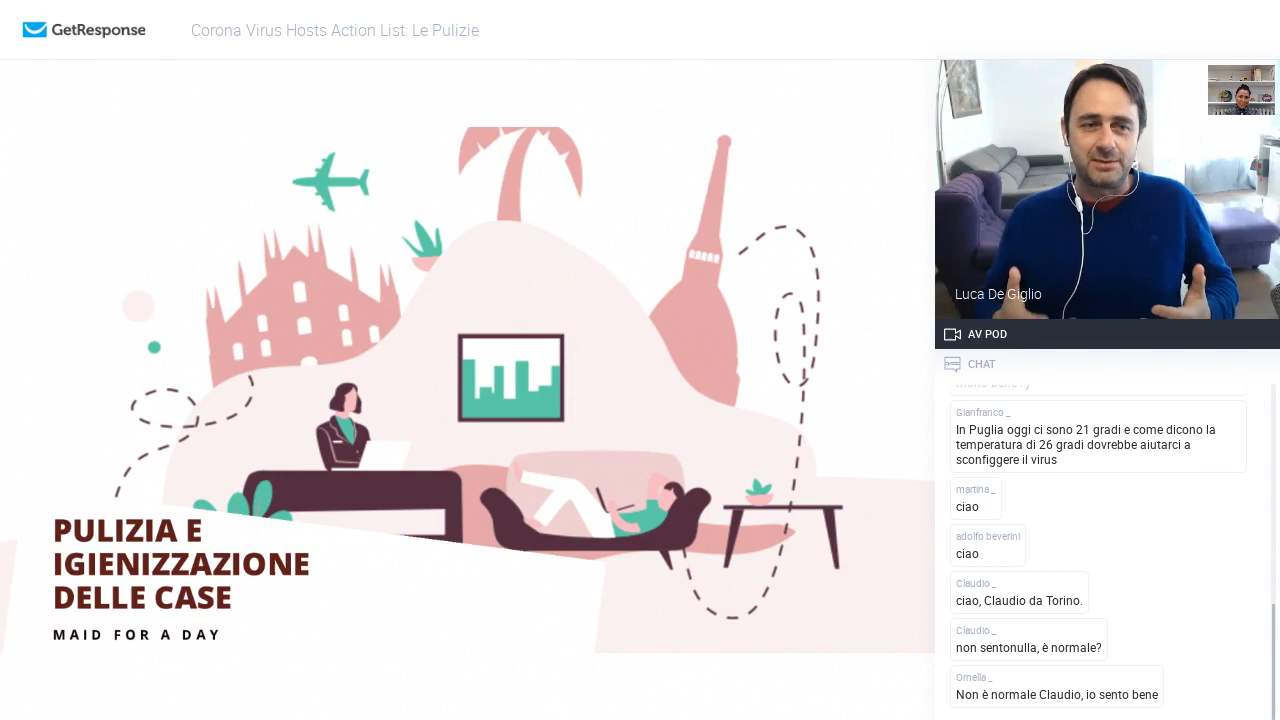 GetResponse
Corona Virus Hosts Action List: Le Pulizie
PULIZIA E
IGIENIZZAZIONE
DELLE CASE
MAID FOR A DAY
Luca De Giglio
AV POD
CHAT
Gianfranco _
In Puglia oggi ci sono 21 gradi e come dicono la
temperatura di 26 gradi dovrebbe aiutarci a
sconfiggere il virus
martina _
ciao
adolfo beverini
ciao
Claudio _
ciao, Claudio da Torino.
Claudio _
non sentonulla, è normale?
Ornella _
Non è normale Claudio, io sento bene